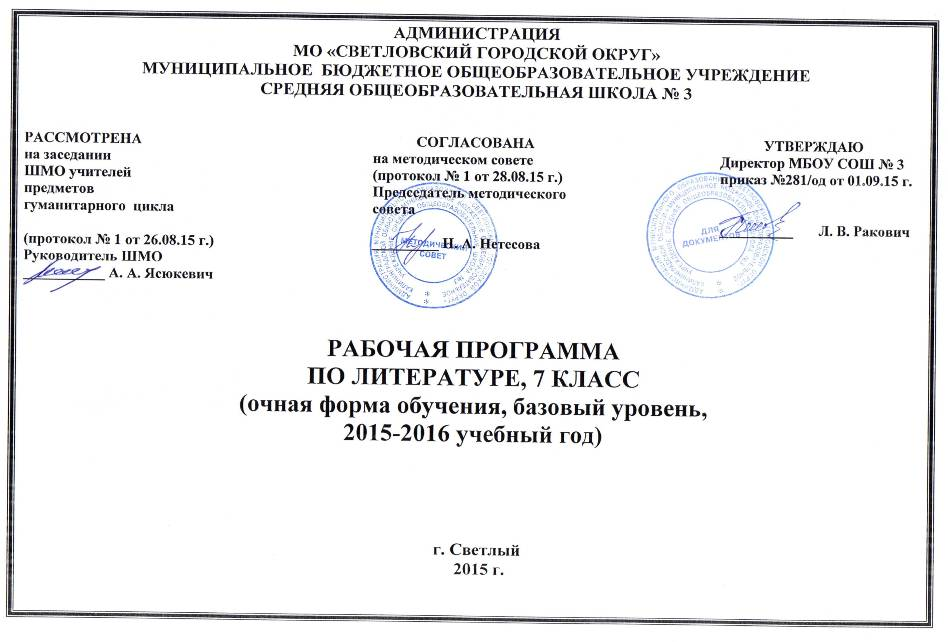 АДМИНИСТРАЦИЯ
МО «СВЕТЛОВСКИЙ ГОРОДСКОЙ ОКРУГ»
МУНИЦИПАЛЬНОЕ БЮДЖЕТНОЕ ОБЩЕОБРАЗОВАТЕЛЬНОЕ УЧРЕЖДЕНИЕ
СРЕДНЯЯ ОБЩЕОБРАЗОВАТЕЛЬНАЯ ШКОЛА № 3
РАССМОТРЕНА
на заседании
ШМО учителей
предметов
гуманитарного цикла
(протокол № 1 от 26.08.15 г.)
Руководитель ШМО
А. А. Ясюкевич
СОГЛАСОВАНА
на методическом совете
(протокол № 1 от 28.08.15 г.)
Председатель методического
совета
Н. А. Нетесова
МЕТОДИЧЕСКИЙ
СОВЕТ
УТВЕРЖДАЮ
Директор МБОУ СОШ № 3
приказ №281/од от 01.09.15 г.
Л. В. Ракович
ДЛЯ
ДОКУМЕНТОВ
РАБОЧАЯ ПРОГРАММА
ПО ЛИТЕРАТУРЕ, 7 КЛАСС
(очная форма обучения, базовый уровень,
2015-2016 учебный год)
г. Светлый
2015 г.